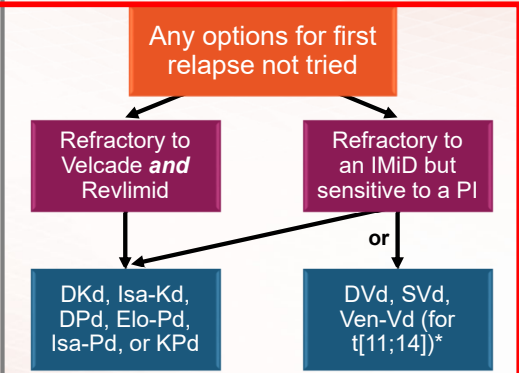 Any options for first
relapse not tried
Refractory to
Velcade and
Revlimid
Refractory to
an IMiD but
sensitive to a PI
or
DKd, Isa-Kd,
DPd, Elo-Pd,
Isa-Pd, or KPd
DVd, SVd,
Ven-Vd (for
t[11;14])*